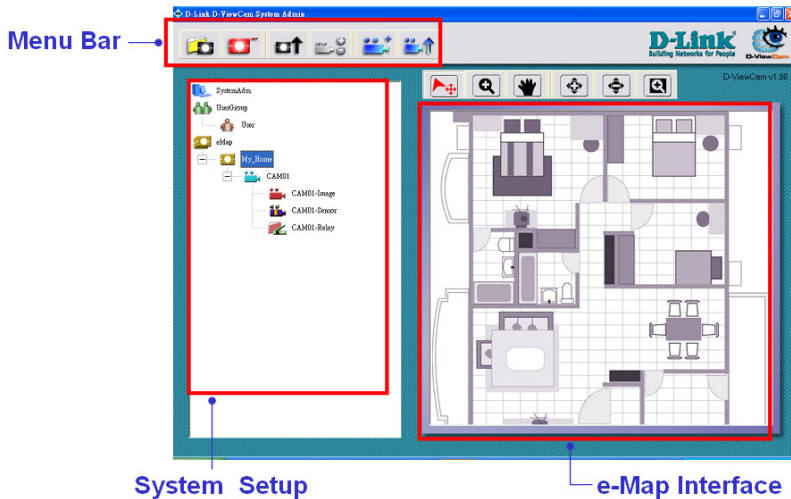 D-Link D-ViewCam System Admin
Menu Bar
D-Link
Building Networks for People
D-ViewCam
D-ViewCam v1.00
SystemAdm
UserGroup
User
eMap
My_Home
CAM01
CAM01-Image
CAM01-Sensor
CAM01-Relay
System Setup
e-Map Interface